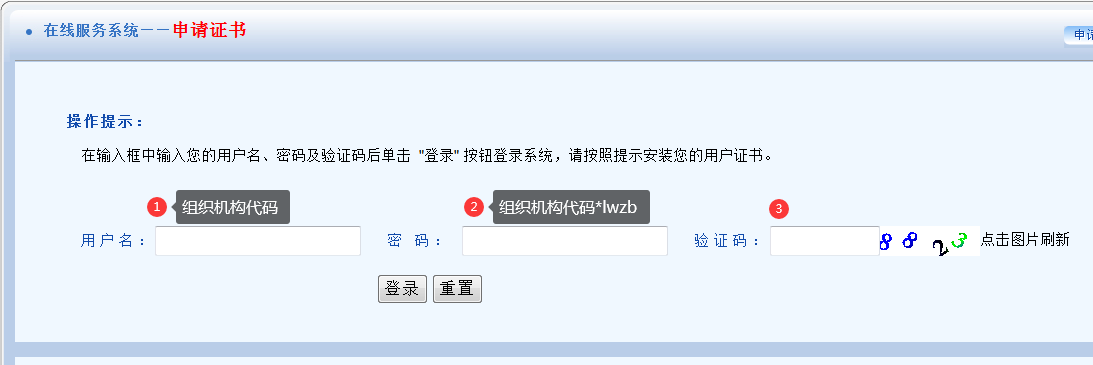 在线服务系统——申请证书
申请
操作提示：
在输入框中输入您的用户名、密码及验证码后单击 "登录" 按钮登录系统，请按照提示安装您的用户证书。
1 组织机构代码 2 组织机构代码*lwzb 3
用户名： 密 码： 验证码： 8 8 2 3 点击图片刷新
登录 重置